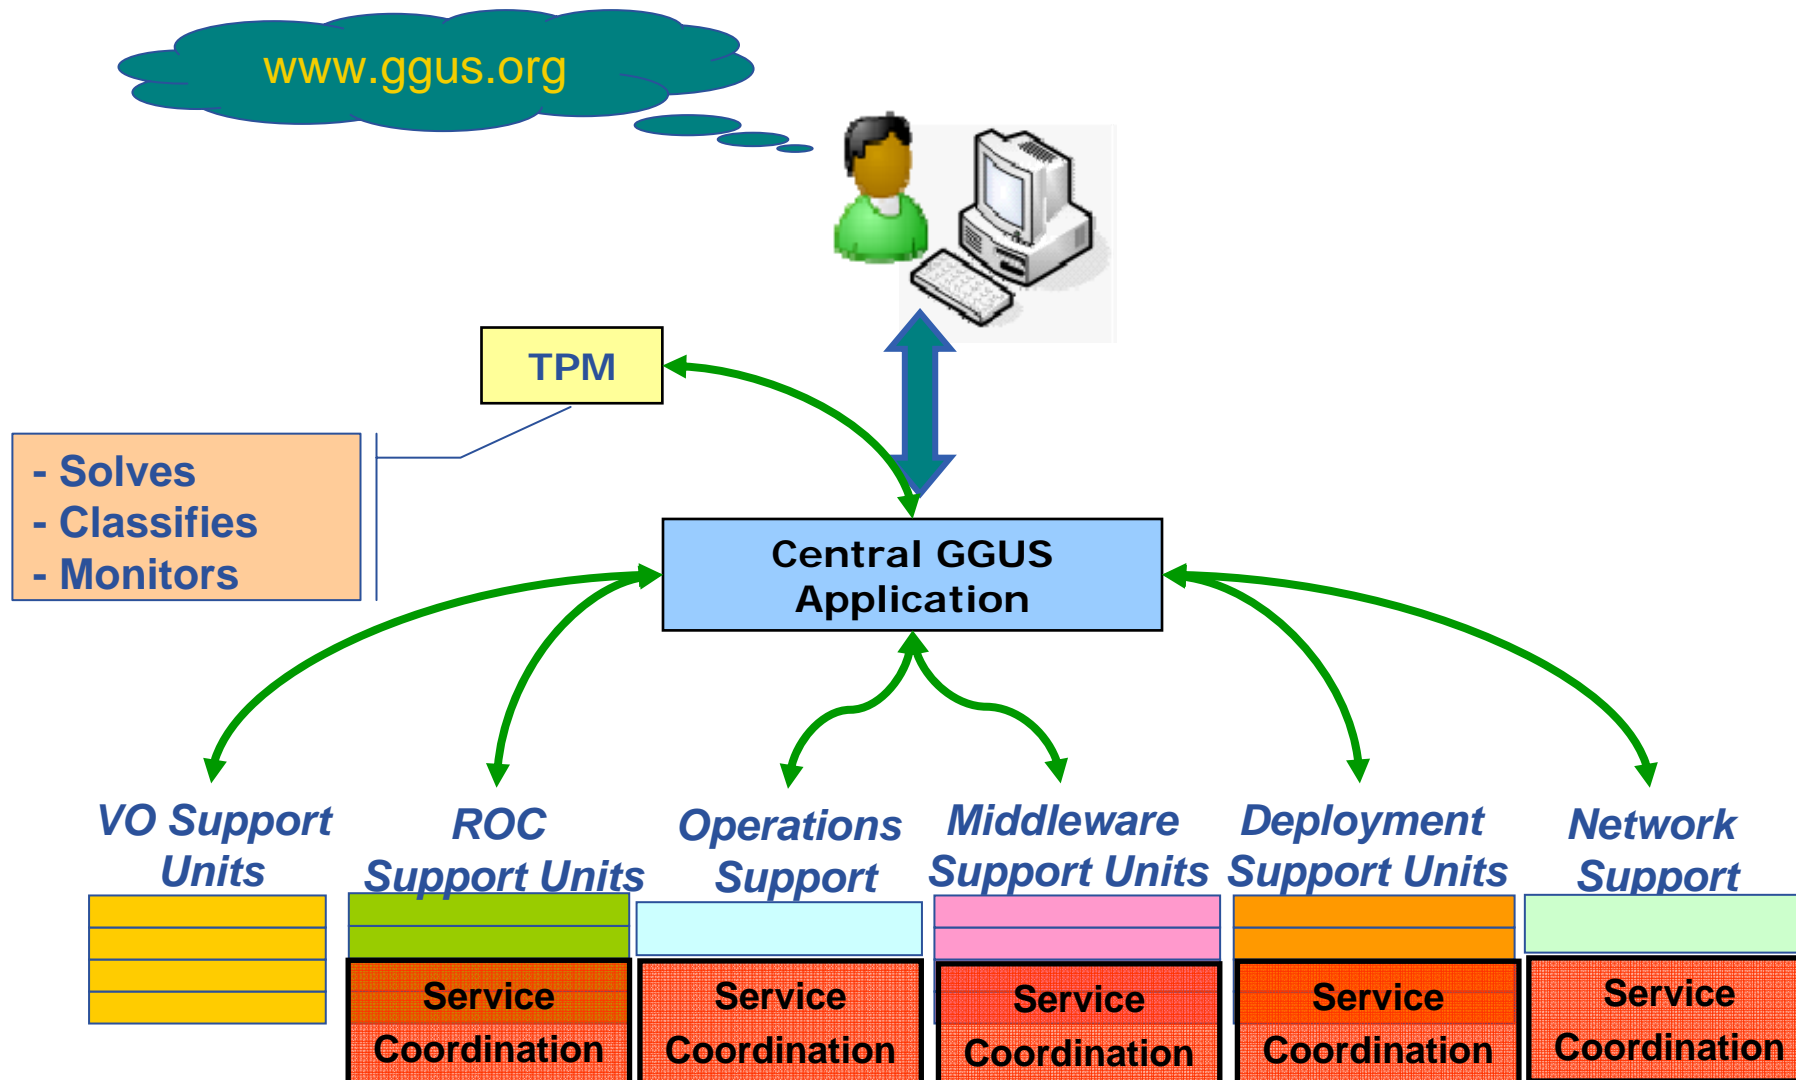 www.ggus.org
TPM
- Solves
- Classifies
- Monitors
Central GGUS
Application
VO Support
Units
ROC
Support Units
Operations
Support
Middleware
Support Units
Deployment
Support Units
Network
Support
Service
Coordination
Service
Coordination
Service
Coordination
Service
Coordination
Service
Coordination